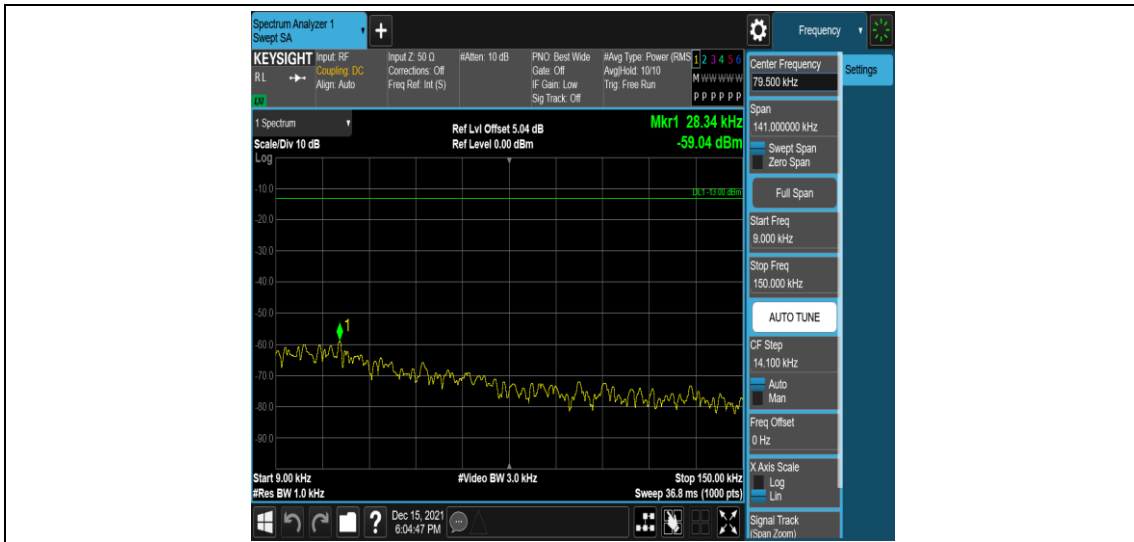 Spectrum Analyzer 1
Swept SA
+
Frequency
KEYSIGHT
RL
LXI
Input: RF
Coupling: DC
Align: Auto
Input Z: 50 Ω
Corrections: Off
Freq Ref: Int (S)
#Atten: 10 dB
PNO: Best Wide
Gate: Off
IF Gain: Low
Sig Track: Off
#Avg Type: Power (RMS
Avg|Hold: 10/10
Trig: Free Run
1 2 3 4 5 6
M W W W W W
P P P P P P
1 Spectrum
Scale/Div 10 dB
Log
Ref Lvl Offset 5.04 dB
Ref Level 0.00 dBm
Mkr1 28.34 kHz
-59.04 dBm
DL1 -13.00 dBm
-10.0
-20.0
-30.0
-40.0
-50.0
1
-60.0
-70.0
-80.0
-90.0
Start 9.00 kHz
#Res BW 1.0 kHz
#Video BW 3.0 kHz
Stop 150.00 kHz
Sweep 36.8 ms (1000 pts)
Dec 15, 2021
6:04:47 PM
?
Center Frequency
79.500 kHz
Settings
Span
141.000000 kHz
Swept Span
Zero Span
Full Span
Start Freq
9.000 kHz
Stop Freq
150.000 kHz
AUTO TUNE
CF Step
14.100 kHz
Auto
Man
Freq Offset
0 Hz
X Axis Scale
Log
Lin
Signal Track
(Span Zoom)